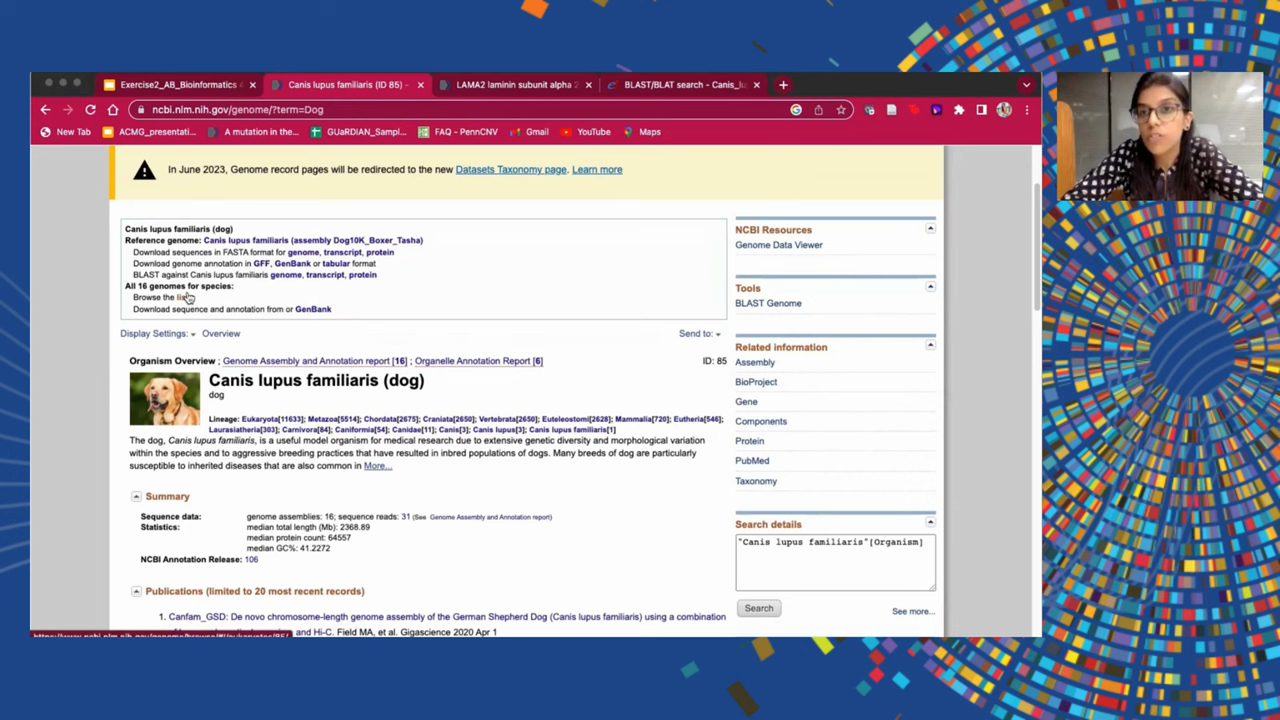 Exercise2_AB_Bioinformatics
Canis lupus familiaris (ID 85) -
LAMA2 laminin subunit alpha 2
BLAST/BLAT search - Canis_lu
ncbi.nlm.nih.gov/genome/?term=Dog
New Tab
ACMG_presentati...
A mutation in the...
GUaRDIAN_Sampl...
FAQ - PennCNV
Gmail
YouTube
Maps
In June 2023, Genome record pages will be redirected to the new Datasets Taxonomy page. Learn more
Canis lupus familiaris (dog)
Reference genome: Canis lupus familiaris (assembly Dog10K_Boxer_Tasha)
Download sequences in FASTA format for genome, transcript, protein
Download genome annotation in GFF, GenBank or tabular format
BLAST against Canis lupus familiaris genome, transcript, protein
All 16 genomes for species:
Browse the
Download sequence and annotation from or GenBank
Display Settings: Overview
Send to:
Organism Overview ; Genome Assembly and Annotation report [16] ; Organelle Annotation Report [6]
ID: 85
Canis lupus familiaris (dog)
dog
Lineage: Eukaryota[11633]; Metazoa[5514]; Chordata[2675]; Craniata[2650]; Vertebrata[2650]; Euteleostomi[2628]; Mammalia[720]; Eutheria[546];
Laurasiatheria[303]; Carnivora[84]; Caniformia[54]; Canidae[11]; Canis[3]; Canis lupus[3]; Canis lupus familiaris[1]
The dog, Canis lupus familiaris, is a useful model organism for medical research due to extensive genetic diversity and morphological variation
within the species and to aggressive breeding practices that have resulted in inbred populations of dogs. Many breeds of dog are particularly
susceptible to inherited diseases that are also common in More...
Summary
Sequence data: genome assemblies: 16; sequence reads: 31 (See Genome Assembly and Annotation report)
Statistics: median total length (Mb): 2368.89
median protein count: 64557
median GC%: 41.2272
NCBI Annotation Release: 106
Publications (limited to 20 most recent records)
1. Canfam_GSD: De novo chromosome-length genome assembly of the German Shepherd Dog (Canis lupus familiaris) using a combination
and Hi-C. Field MA, et al. Gigascience 2020 Apr 1
NCBI Resources
Genome Data Viewer
Tools
BLAST Genome
Related information
Assembly
BioProject
Gene
Components
Protein
PubMed
Taxonomy
Search details
"Canis lupus familiaris"[Organism]
Search
See more...